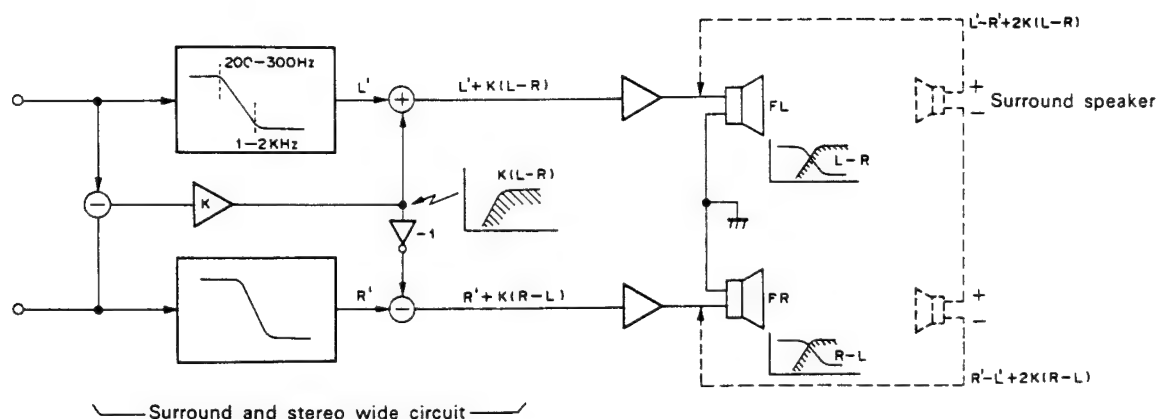 L'-R'+2K(L-R)
200-300Hz
L'
L'+K(L-R)
FL
+
Surround speaker
-
1-2KHz
L-R
K
K(L-R)
-1
R'
R'+K(R-L)
FR
+
-
R-L
R'-L'+2K(R-L)
Surround and stereo wide circuit